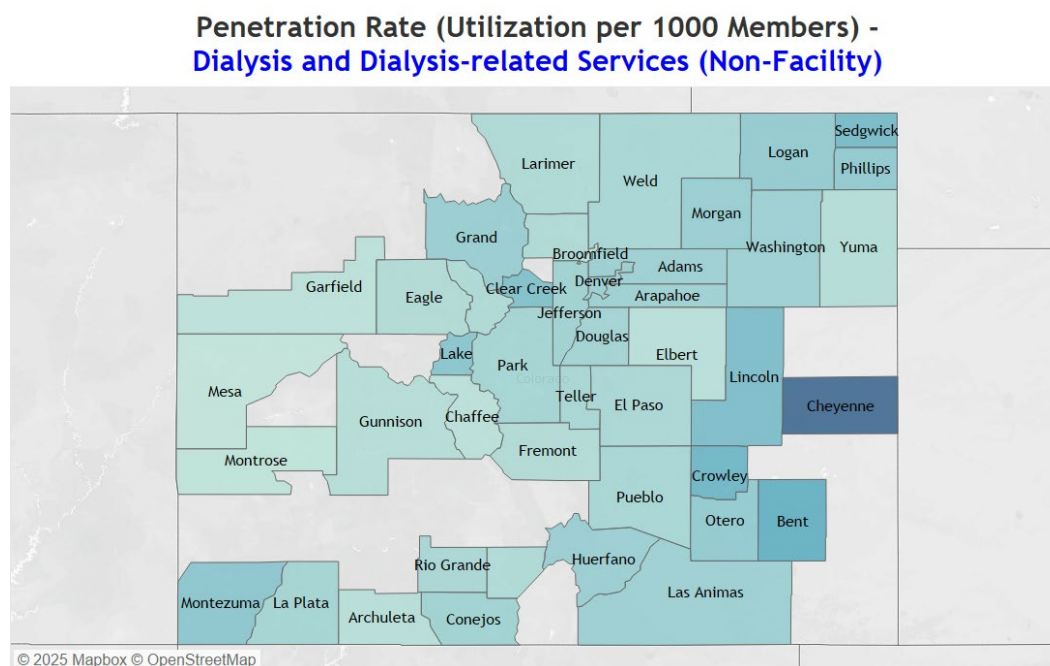 Penetration Rate (Utilization per 1000 Members) -
Dialysis and Dialysis-related Services (Non-Facility)
Sedgwick
Logan
Larimer
Phillips
Weld
Morgan
Grand
Washington
Yuma
Broomfield
Adams
Denver
Garfield
Clear Creek
Eagle
Arapahoe
Jefferson
Douglas
Lake
Elbert
Park
Lincoln
Colorado
Mesa
Teller
El Paso
Cheyenne
Chaffee
Gunnison
Fremont
Montrose
Crowley
Pueblo
Otero
Bent
Huerfano
Rio Grande
Las Animas
Montezuma
La Plata
Archuleta
Conejos
© 2025 Mapbox © OpenStreetMap